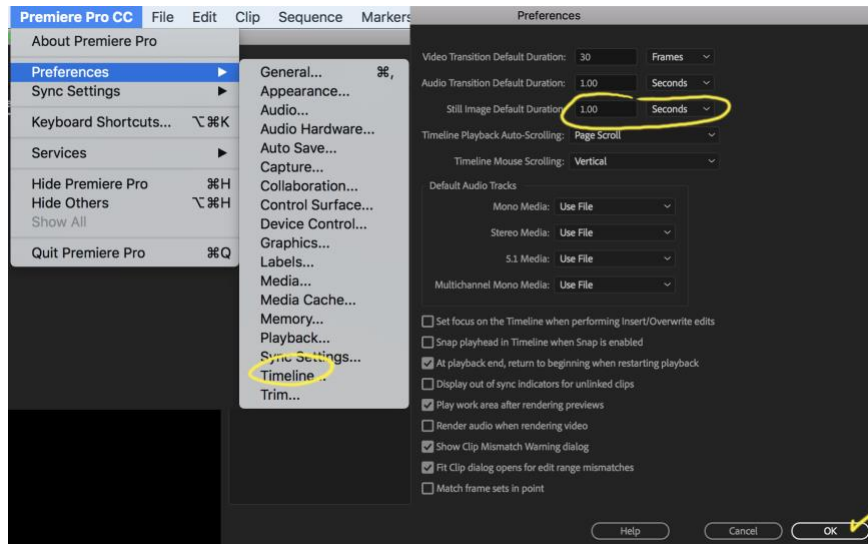 Premiere Pro CC File Edit Clip Sequence Markers
About Premiere Pro
Preferences
Sync Settings
Keyboard Shortcuts... ⌥⌘K
Services
Hide Premiere Pro ⌘H
Hide Others ⌥⌘H
Show All
Quit Premiere Pro ⌘Q
General... ⌘,
Appearance...
Audio...
Audio Hardware...
Auto Save...
Capture...
Collaboration...
Control Surface...
Device Control...
Graphics...
Labels...
Media...
Media Cache...
Memory...
Playback...
Sync Settings...
Timeline...
Trim...
Preferences
Video Transition Default Duration: 30 Frames
Audio Transition Default Duration: 1.00 Seconds
Still Image Default Duration 1.00 Seconds
Timeline Playback Auto-Scrolling: Page Scroll
Timeline Mouse Scrolling: Vertical
Default Audio Tracks
Mono Media: Use File
Stereo Media: Use File
5.1 Media: Use File
Multichannel Mono Media: Use File
Set focus on the Timeline when performing Insert/Overwrite edits
Snap playhead in Timeline when Snap is enabled
At playback end, return to beginning when restarting playback
Display out of sync indicators for unlinked clips
Play work area after rendering previews
Render audio when rendering video
Show Clip Mismatch Warning dialog
Fit Clip dialog opens for edit range mismatches
Match frame sets in point
Help Cancel OK